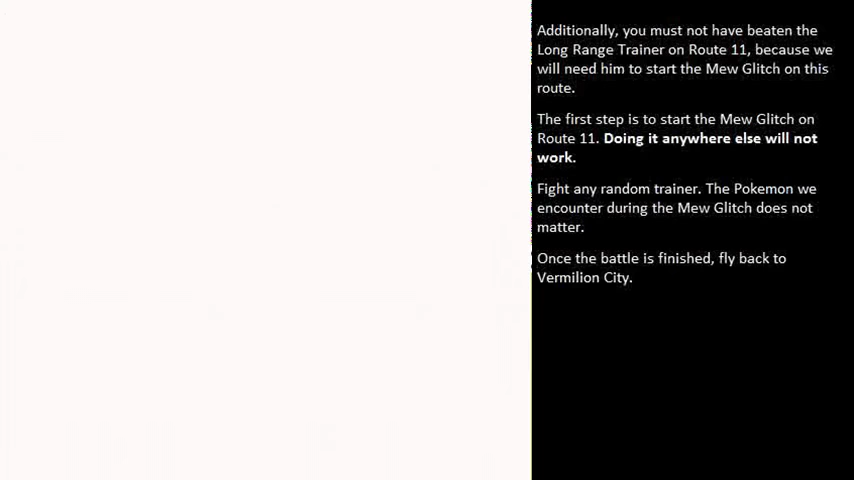 Additionally, you must not have beaten the
Long Range Trainer on Route 11, because we
will need him to start the Mew Glitch on this
route.
The first step is to start the Mew Glitch on
Route 11. Doing it anywhere else will not
work.
Fight any random trainer. The Pokemon we
encounter during the Mew Glitch does not
matter.
Once the battle is finished, fly back to
Vermilion City.